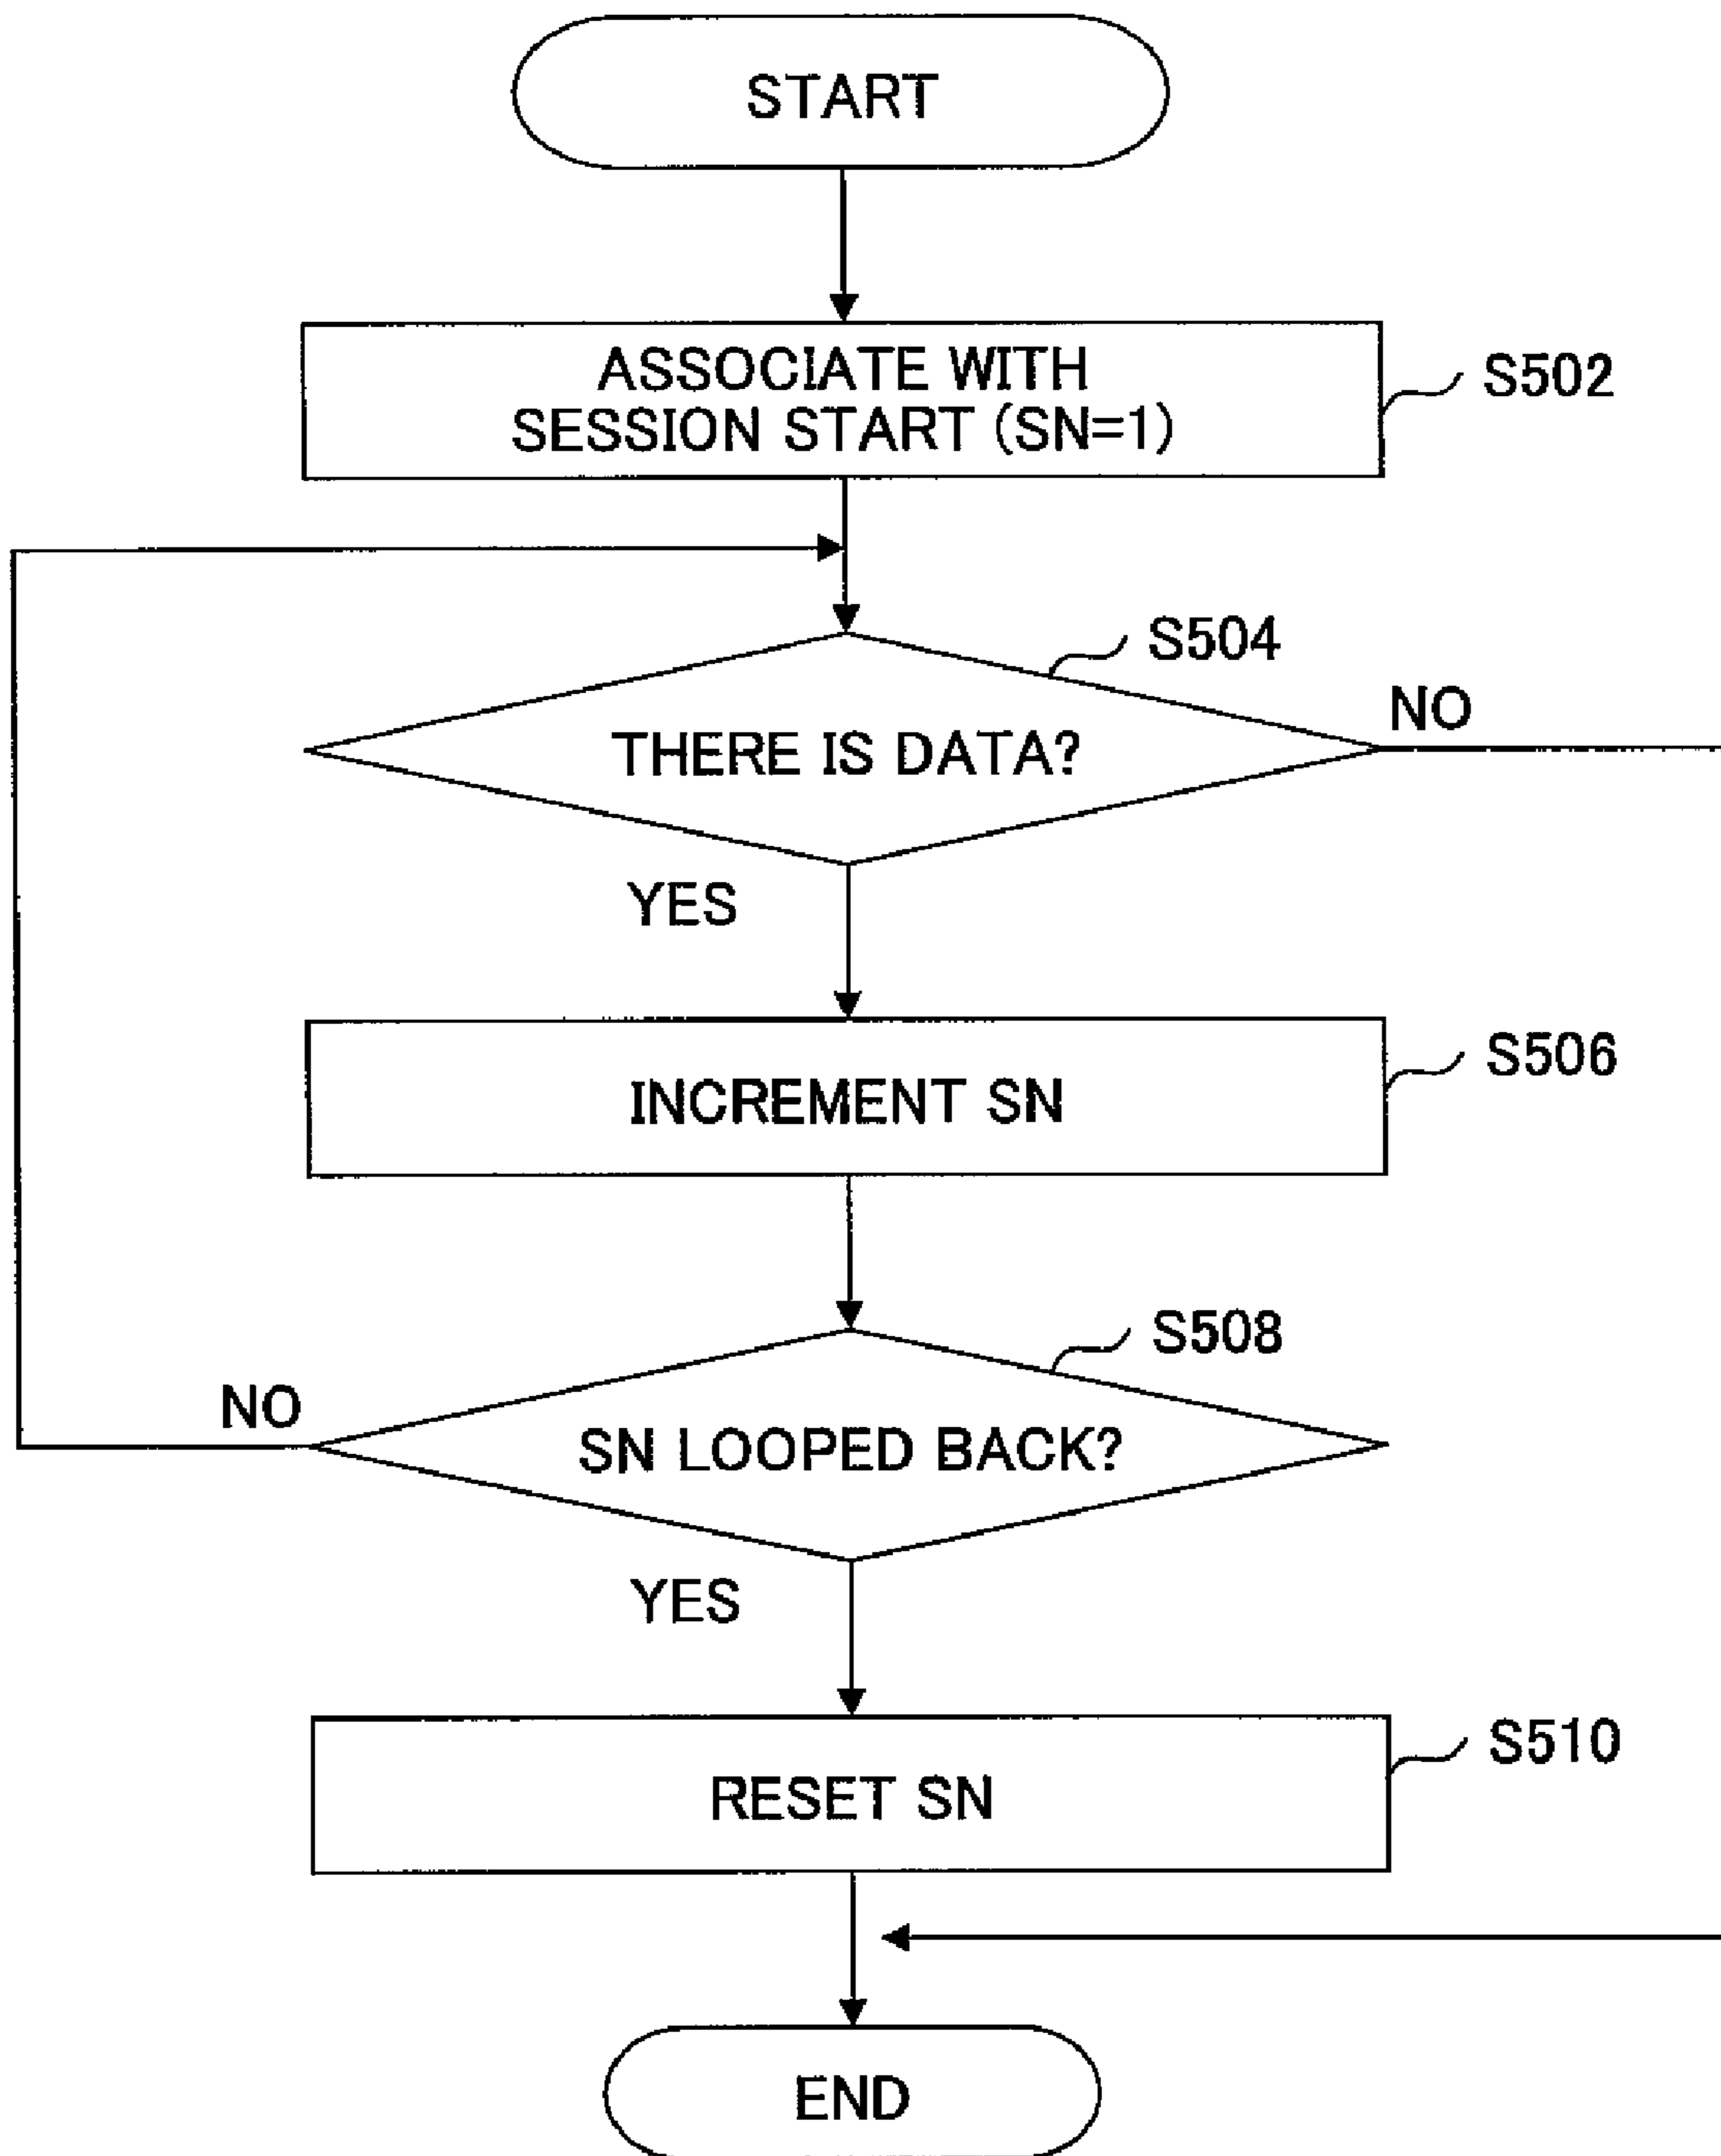 START
ASSOCIATE WITH
SESSION START (SN=1)
S502
S504
NO
THERE IS DATA?
YES
S506
INCREMENT SN
S508
NO
SN LOOPED BACK?
YES
S510
RESET SN
END